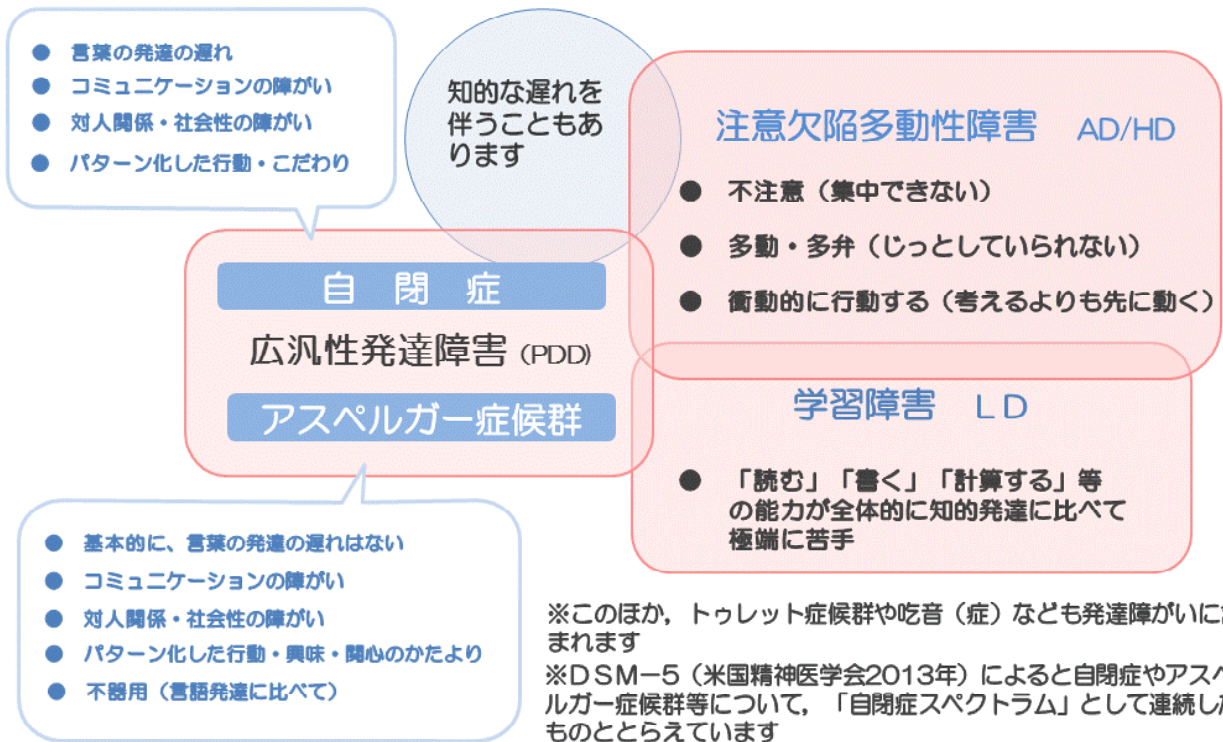 ● 言葉の発達の遅れ
● コミュニケーションの障がい
● 対人関係・社会性の障がい
● パターン化した行動・こだわり
知的な遅れを
伴うこともあ
ります
注意欠陥多動性障害 AD/HD
● 不注意（集中できない）
● 多動・多弁（じっとしていられない）
● 衝動的に行動する（考えるよりも先に動く）
自 閉 症
広汎性発達障害 (PDD)
アスペルガー症候群
学習障害 LD
● 「読む」「書く」「計算する」等
の能力が全体的に知的発達に比べて
極端に苦手
● 基本的に、言葉の発達の遅れはない
● コミュニケーションの障がい
● 対人関係・社会性の障がい
● パターン化した行動・興味・関心のかたより
● 不器用（言語発達に比べて）
※このほか，トゥレット症候群や吃音（症）なども発達障がいに
まれます
※DSM－5（米国精神医学会2013年）によると自閉症やアスペ
ルガー症候群等について，「自閉症スペクトラム」として連続した
ものととらえています